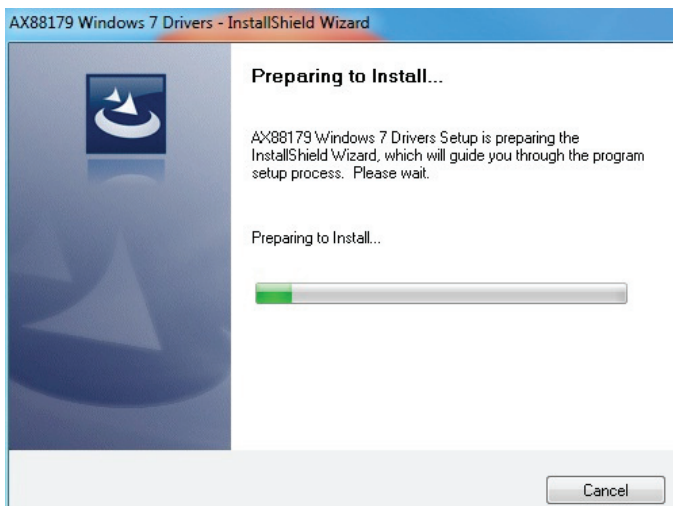 AX88179 Windows 7 Drivers - InstallShield Wizard
Preparing to Install...
AX88179 Windows 7 Drivers Setup is preparing the
InstallShield Wizard, which will guide you through the program
setup process. Please wait.
Preparing to Install...
Cancel